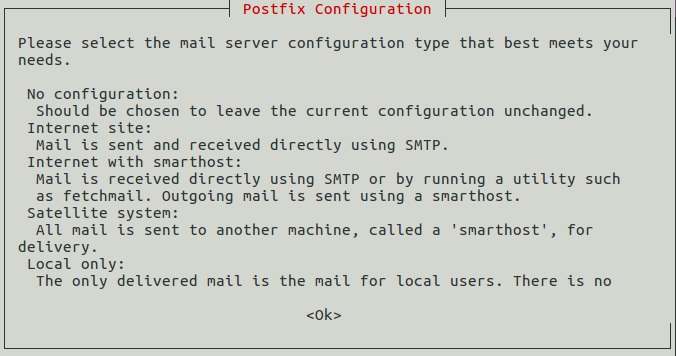 Postfix Configuration
Please select the mail server configuration type that best meets your
needs.
No configuration:
Should be chosen to leave the current configuration unchanged.
Internet site:
Mail is sent and received directly using SMTP.
Internet with smarthost:
Mail is received directly using SMTP or by running a utility such
as fetchmail. Outgoing mail is sent using a smarthost.
Satellite system:
All mail is sent to another machine, called a 'smarthost', for
delivery.
Local only:
The only delivered mail is the mail for local users. There is no
<Ok>